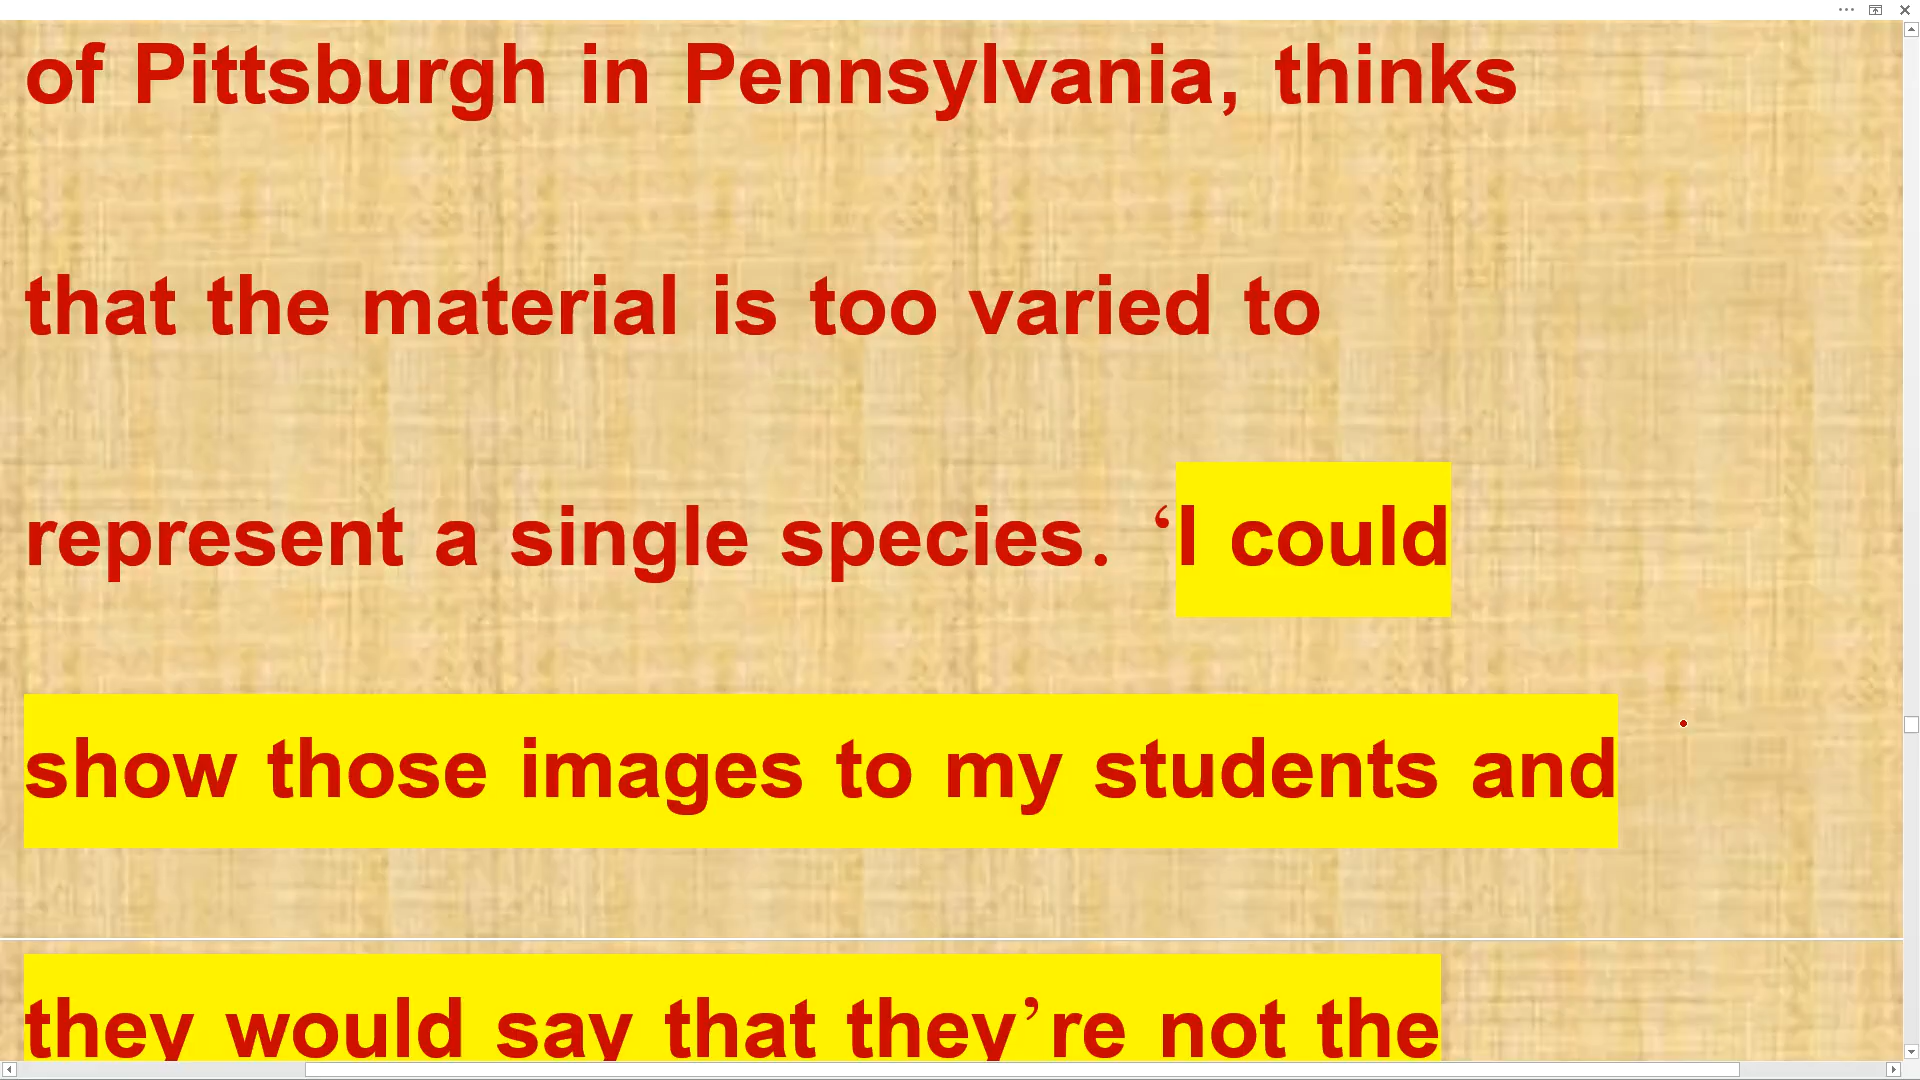 of Pittsburgh in Pennsylvania, thinks
that the material is too varied to
represent a single species. ‘I could
show those images to my students and
they would say that they’re not the